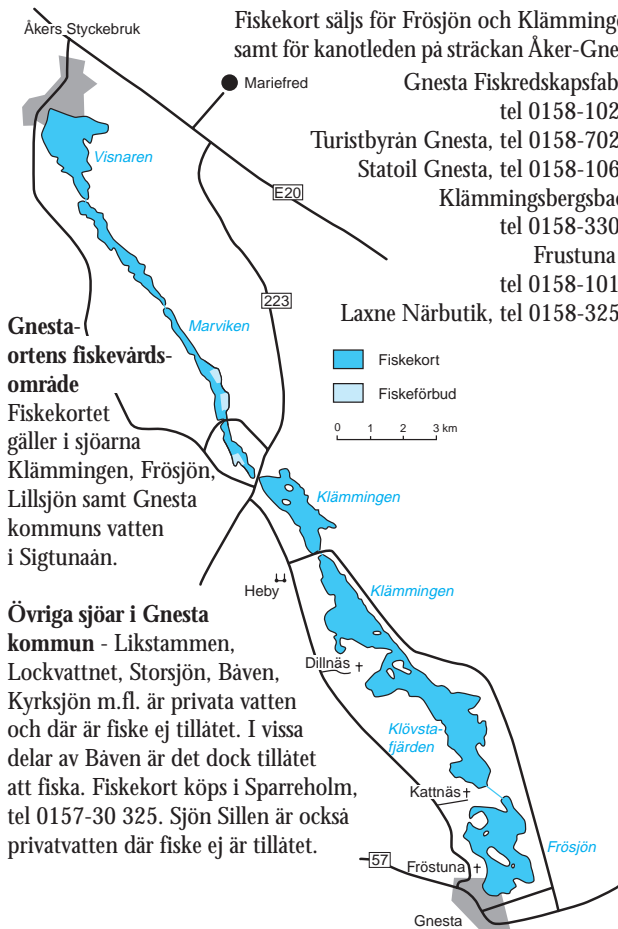 Fiskekort säljs för Frösjön och Klämminge
samt för kanotleden på sträckan Åker-Gne
Gnesta Fiskredskapsfab
tel 0158-102
Turistbyrån Gnesta, tel 0158-702
Statoil Gnesta, tel 0158-106
Klämmingsbergsbad
tel 0158-330
Frustuna
tel 0158-101
Laxne Närbutik, tel 0158-325
Åkers Styckebruk
Mariefred
Visnaren
E20
223
Marviken
Fiskekort
Fiskeförbud
0 1 2 3 km
Gnesta-
ortens fiskevårds-
område
Fiskekortet
gäller i sjöarna
Klämmingen, Frösjön,
Lillsjön samt Gnesta
kommuns vatten
i Sigtunaån.
Klämmingen
Heby
Klämmingen
Övriga sjöar i Gnesta
kommun - Likstammen,
Lockvattnet, Storsjön, Båven,
Kyrksjön m.fl. är privata vatten
och där är fiske ej tillåtet. I vissa
delar av Båven är det dock tillåtet
att fiska. Fiskekort köps i Sparreholm,
tel 0157-30 325. Sjön Sillen är också
privatvatten där fiske ej är tillåtet.
Dillnäs
Klövsta-
fjärden
Kattnäs
Frösjön
57
Fröstuna
Gnesta